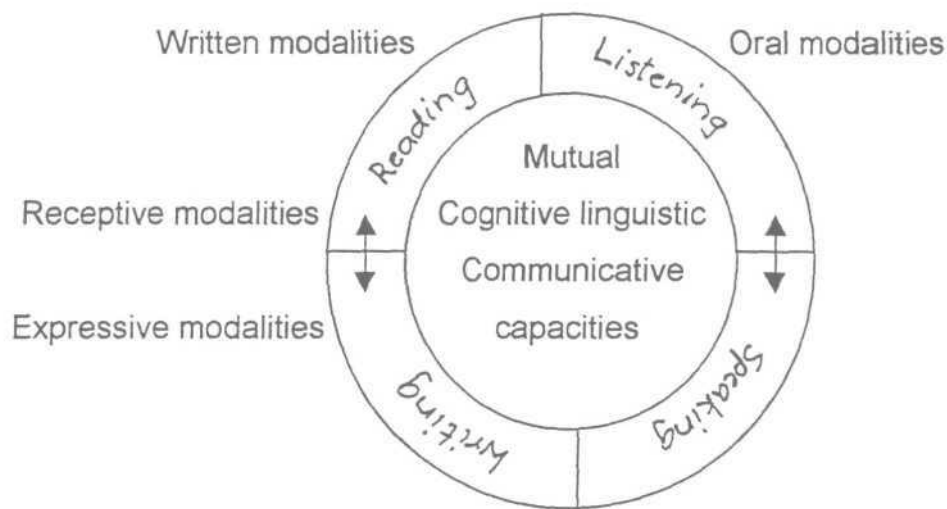 Written modalities
Oral modalities
Reading
Listening
Mutual
Cognitive linguistic
Communicative
capacities
Receptive modalities
Expressive modalities
Writing
Speaking